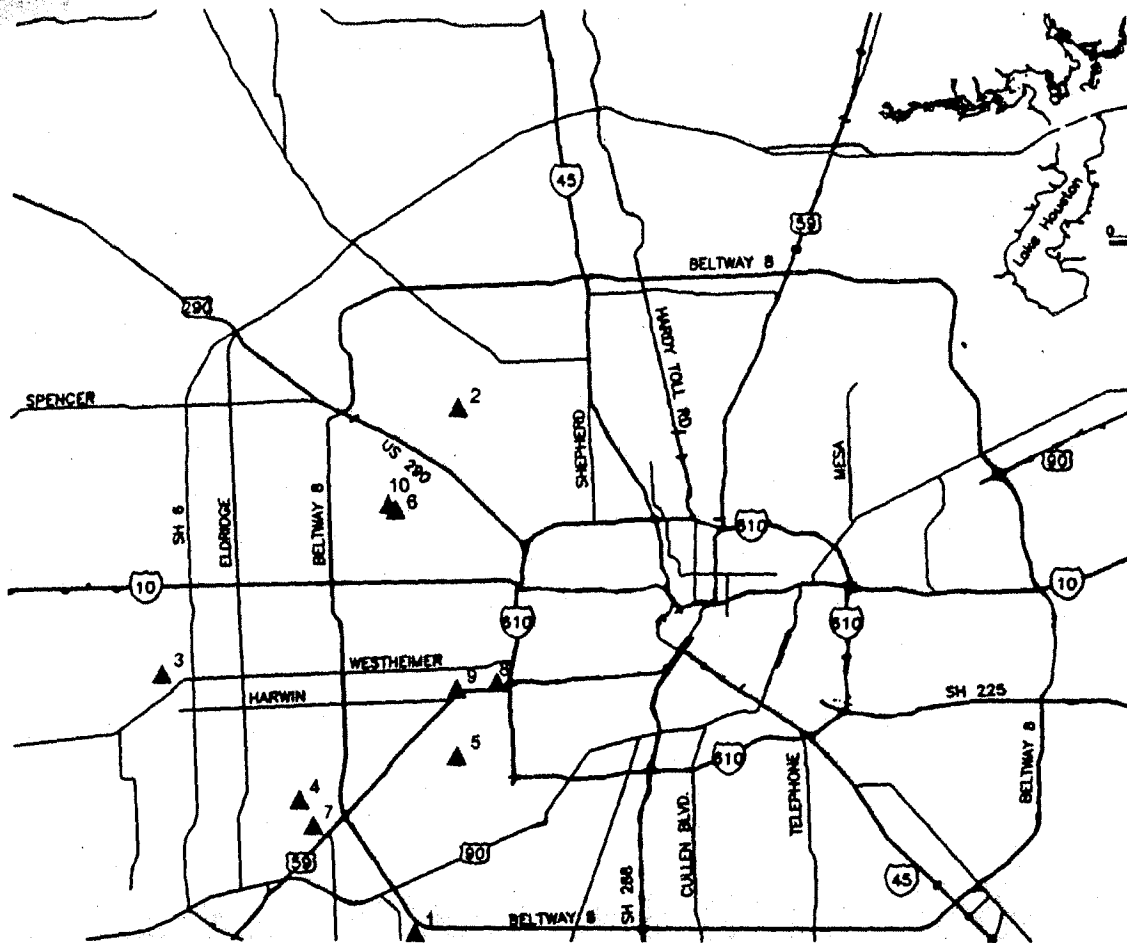 45
59
Lake Houston
0
BELTWAY 8
290
HARDY TOLL RD
SPENCER
2
SHEPHERD
US 290
MESA
90
10
6
SH 6
ELDRIDGE
BELTWAY 8
610
10
10
610
610
3
WESTHEIMER
9
8
HARWIN
SH 225
5
610
BELTWAY 8
4
7
TELEPHONE
CULLEN BLVD.
59
90
SH 288
45
1
BELTWAY 8